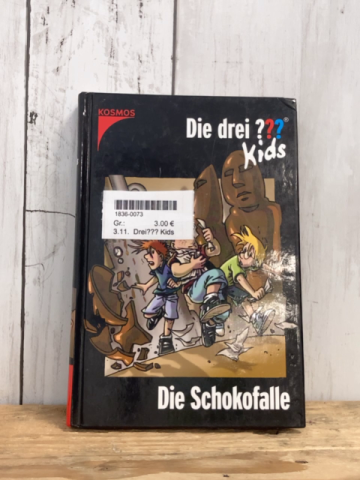 KOSMOS
Die drei ???®
Kids
1836-0073
Gr.: 3.00 €
3.11. Drei??? Kids
Die Schokofalle